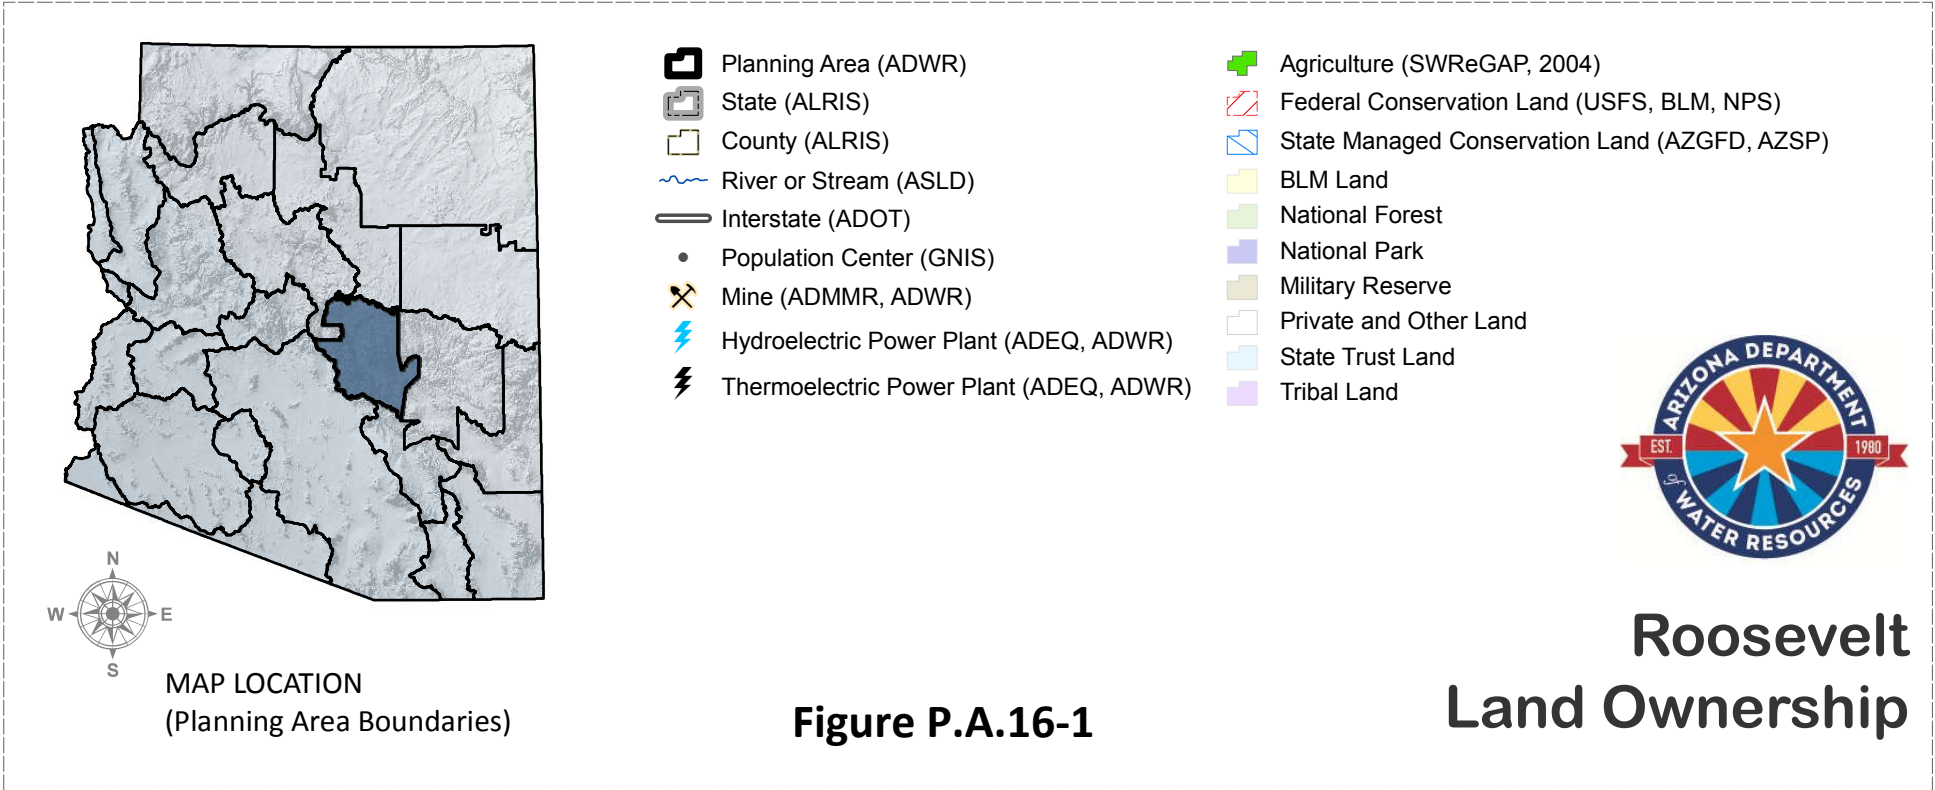 Planning Area (ADWR)
State (ALRIS)
County (ALRIS)
River or Stream (ASLD)
Interstate (ADOT)
Population Center (GNIS)
Mine (ADMMR, ADWR)
Hydroelectric Power Plant (ADEQ, ADWR)
Thermoelectric Power Plant (ADEQ, ADWR)
Agriculture (SWReGAP, 2004)
Federal Conservation Land (USFS, BLM, NPS)
State Managed Conservation Land (AZGFD, AZSP)
BLM Land
National Forest
National Park
Military Reserve
Private and Other Land
State Trust Land
Tribal Land
ARIZONA DEPARTMENT
EST. 1980
of WATER RESOURCES
N
W E
S
MAP LOCATION
(Planning Area Boundaries)
Figure P.A.16-1
Roosevelt
Land Ownership